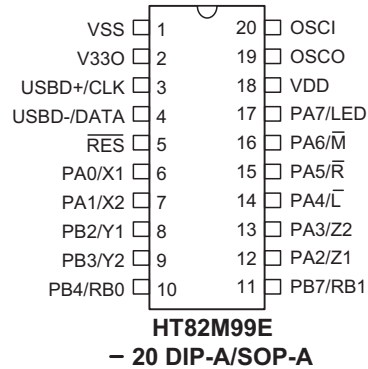 VSS 1 20 OSCI
V33O 2 19 OSCO
USBD+/CLK 3 18 VDD
USBD-/DATA 4 17 PA7/LED
R̅E̅S̅ 5 16 PA6/M̅
PA0/X1 6 15 PA5/R̅
PA1/X2 7 14 PA4/L̅
PB2/Y1 8 13 PA3/Z2
PB3/Y2 9 12 PA2/Z1
PB4/RB0 10 11 PB7/RB1
HT82M99E
– 20 DIP-A/SOP-A